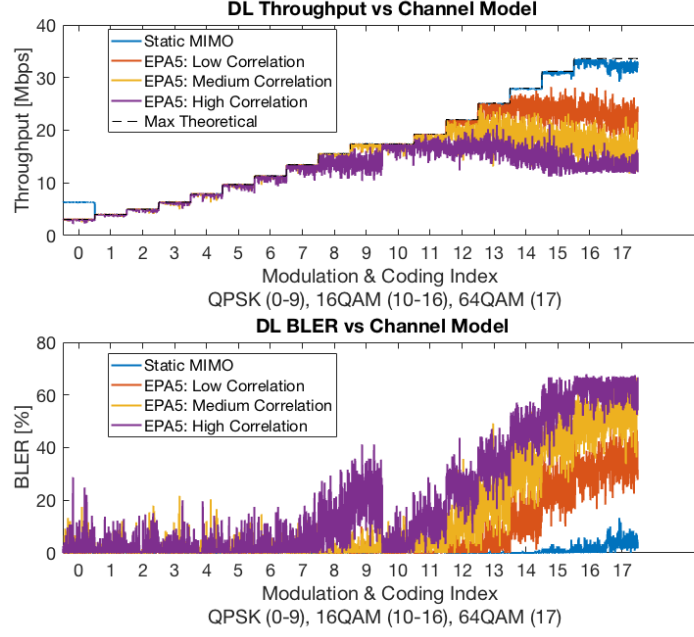 DL Throughput vs Channel Model
Throughput [Mbps]
40
30
20
10
0
Static MIMO
EPA5: Low Correlation
EPA5: Medium Correlation
EPA5: High Correlation
Max Theoretical
0 1 2 3 4 5 6 7 8 9 10 11 12 13 14 15 16 17
Modulation & Coding Index
QPSK (0-9), 16QAM (10-16), 64QAM (17)
DL BLER vs Channel Model
BLER [%]
80
60
40
20
0
Static MIMO
EPA5: Low Correlation
EPA5: Medium Correlation
EPA5: High Correlation
0 1 2 3 4 5 6 7 8 9 10 11 12 13 14 15 16 17
Modulation & Coding Index
QPSK (0-9), 16QAM (10-16), 64QAM (17)